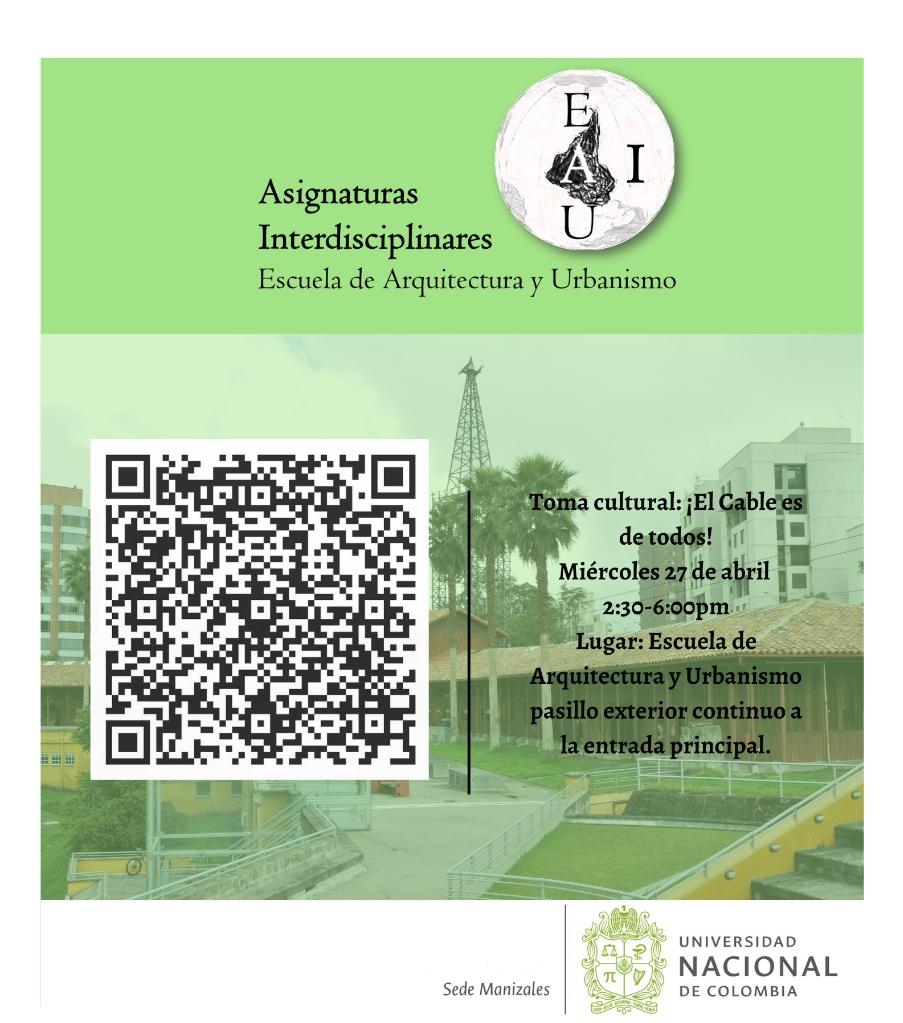 E
A I
U
Asignaturas
Interdisciplinares
Escuela de Arquitectura y Urbanismo
Toma cultural: ¡El Cable es
de todos!
Miércoles 27 de abril
2:30-6:00pm
Lugar: Escuela de
Arquitectura y Urbanismo
pasillo exterior continuo a
la entrada principal.
Sede Manizales
UNIVERSIDAD
NACIONAL
DE COLOMBIA